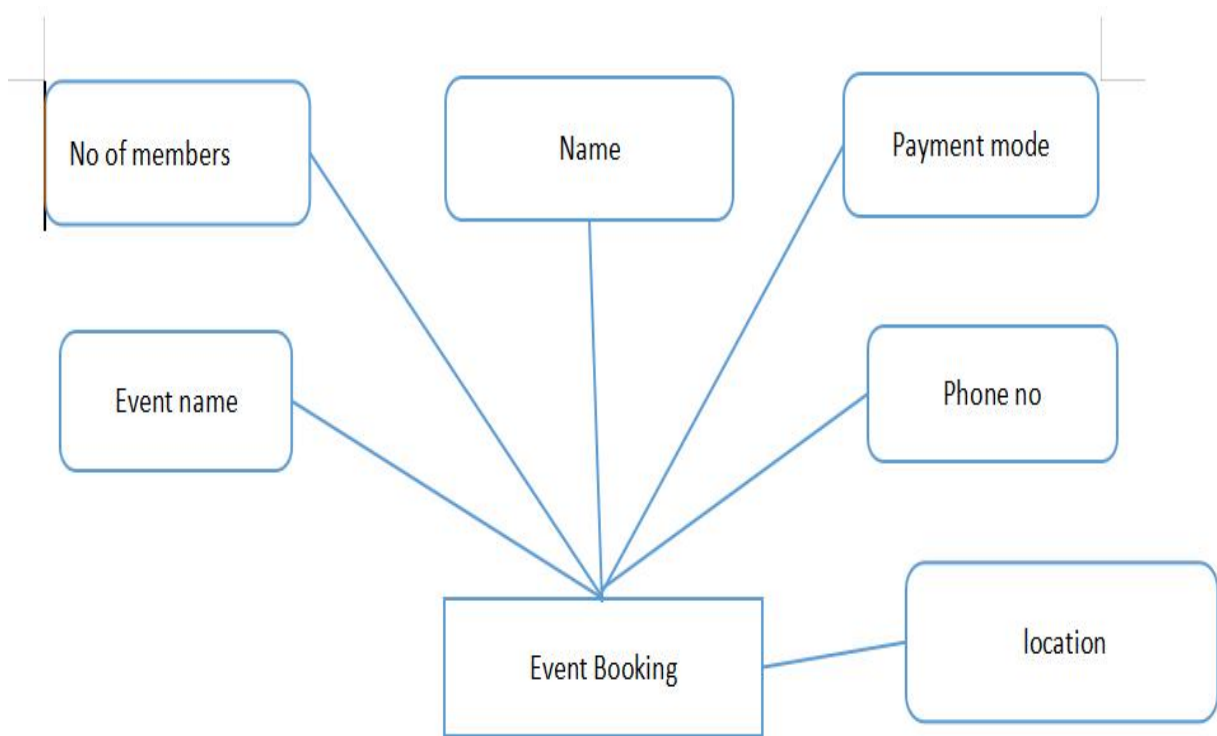 No of members
Name
Payment mode
Event name
Phone no
Event Booking
location